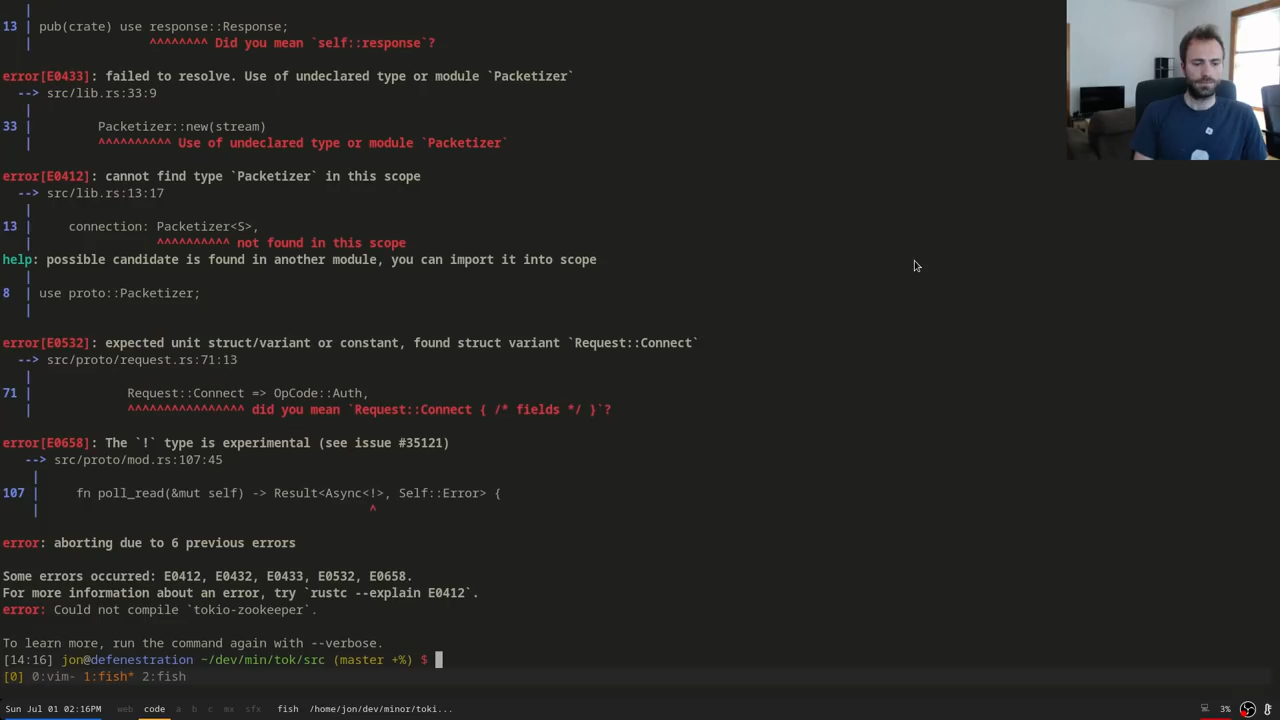 |
13 | pub(crate) use response::Response;
   |                ^^^^^^^^ Did you mean `self::response`?

error[E0433]: failed to resolve. Use of undeclared type or module `Packetizer`
  --> src/lib.rs:33:9
   |
33 |         Packetizer::new(stream)
   |         ^^^^^^^^^^ Use of undeclared type or module `Packetizer`

error[E0412]: cannot find type `Packetizer` in this scope
  --> src/lib.rs:13:17
   |
13 |     connection: Packetizer<S>,
   |                 ^^^^^^^^^^ not found in this scope
help: possible candidate is found in another module, you can import it into scope
   |
8  | use proto::Packetizer;
   |

error[E0532]: expected unit struct/variant or constant, found struct variant `Request::Connect`
  --> src/proto/request.rs:71:13
   |
71 |             Request::Connect => OpCode::Auth,
   |             ^^^^^^^^^^^^^^^^ did you mean `Request::Connect { /* fields */ }`?

error[E0658]: The `!` type is experimental (see issue #35121)
   --> src/proto/mod.rs:107:45
    |
107 |     fn poll_read(&mut self) -> Result<Async<!>, Self::Error> {
    |                                             ^

error: aborting due to 6 previous errors

Some errors occurred: E0412, E0432, E0433, E0532, E0658.
For more information about an error, try `rustc --explain E0412`.
error: Could not compile `tokio-zookeeper`.

To learn more, run the command again with --verbose.
[14:16] jon@defenestration ~/dev/min/tok/src (master +%) $
[0] 0:vim- 1:fish* 2:fish
Sun Jul 01 02:16PM web code a b c mx sfx fish /home/jon/dev/minor/toki... 3%